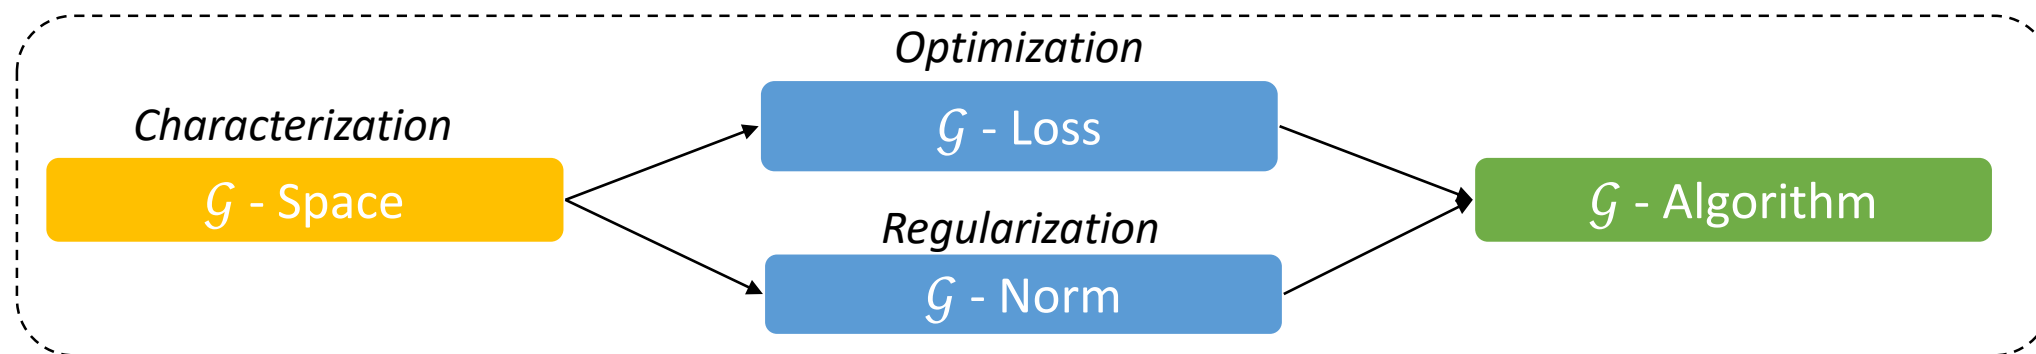 Characterization
𝒢 - Space
Optimization
𝒢 - Loss
Regularization
𝒢 - Norm
𝒢 - Algorithm